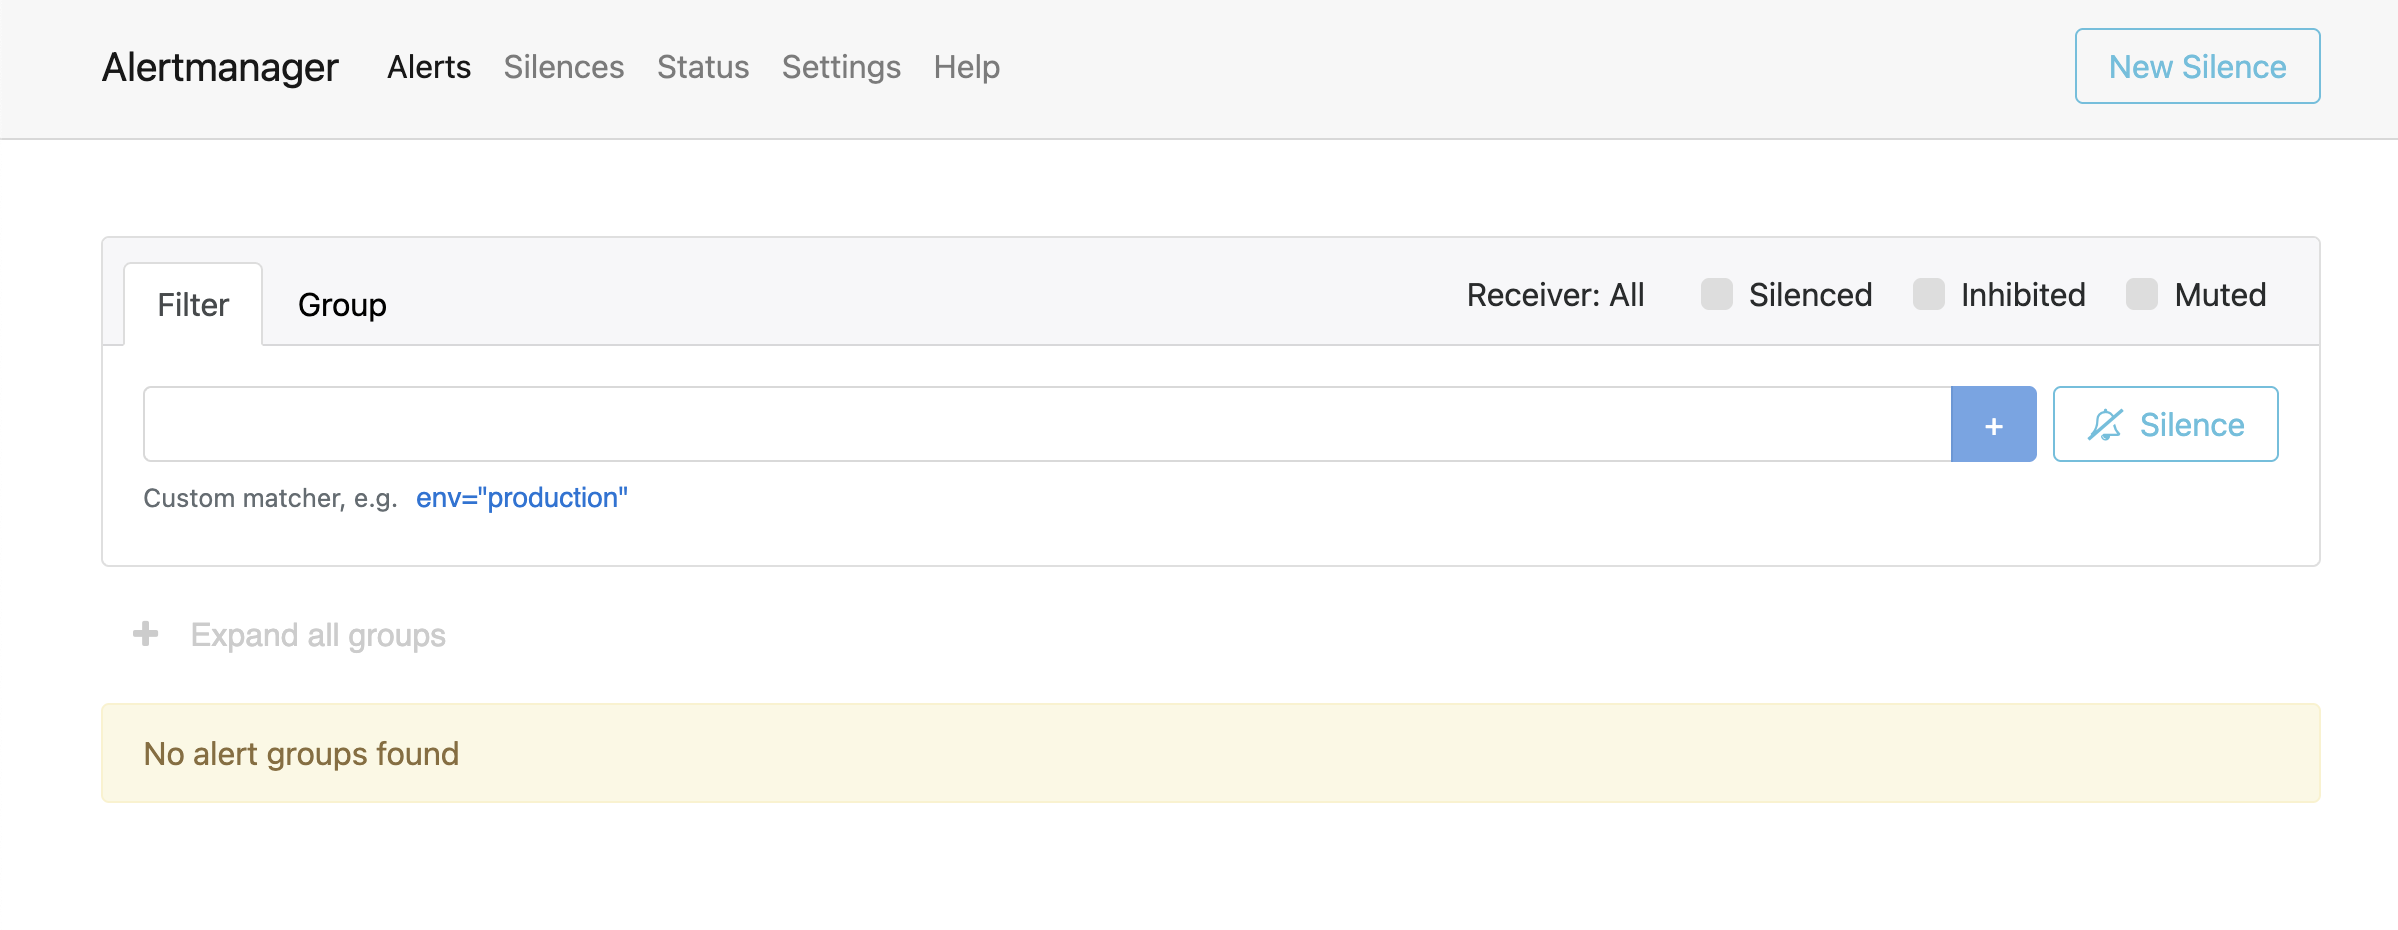 Alertmanager Alerts Silences Status Settings Help New Silence
Filter Group Receiver: All Silenced Inhibited Muted
+ Silence
Custom matcher, e.g. env="production"
+ Expand all groups
No alert groups found